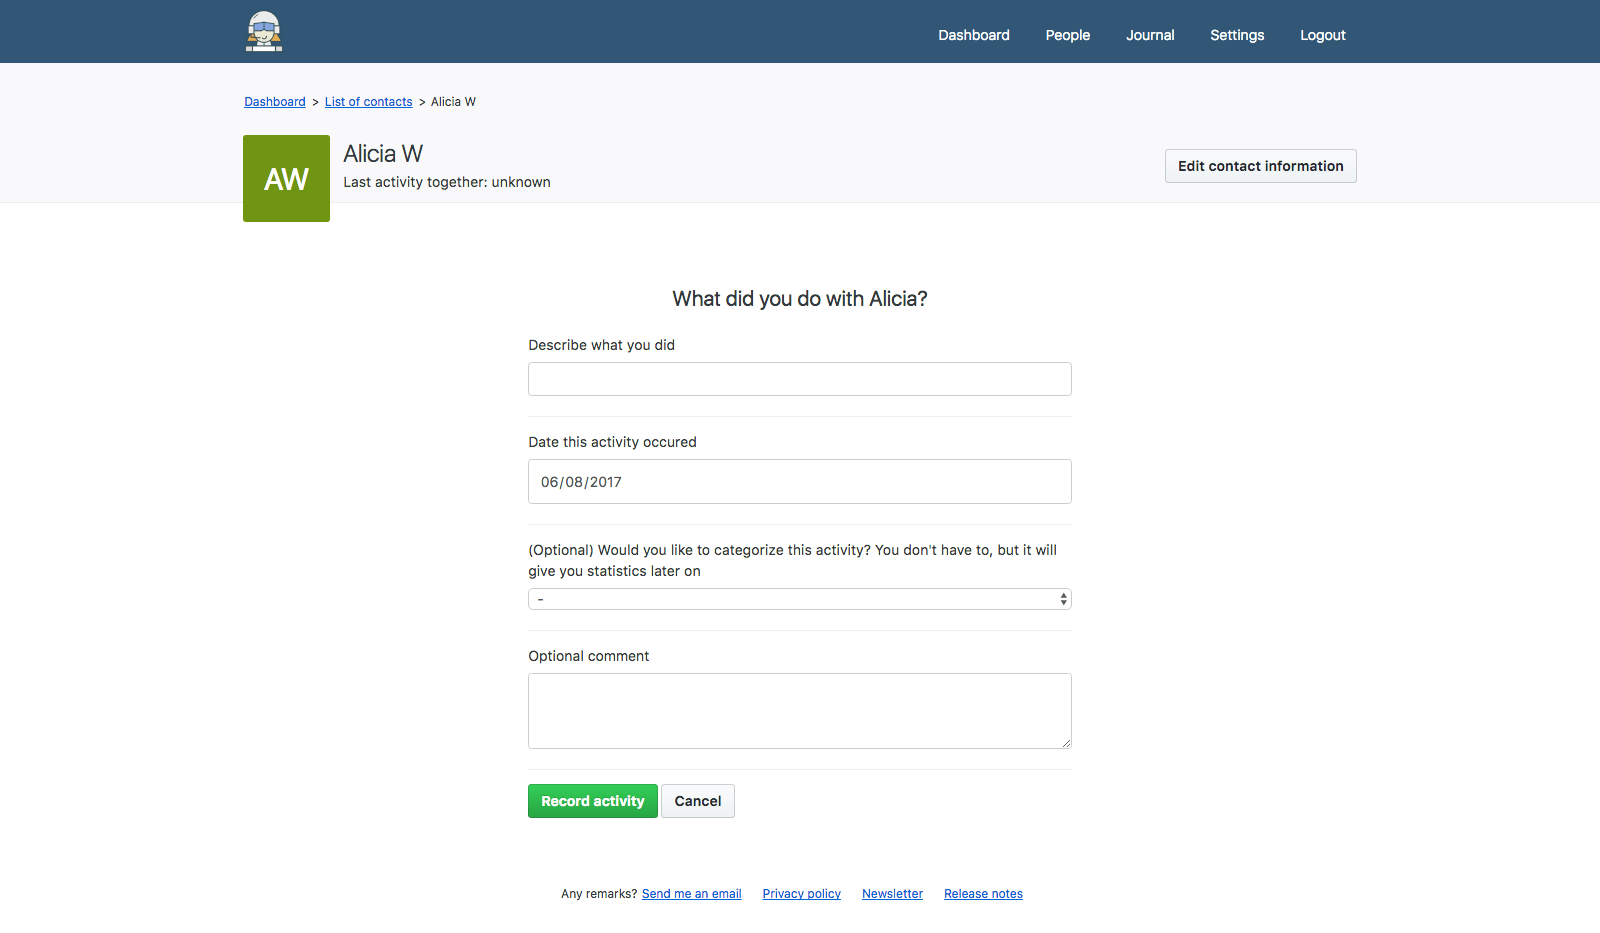 Dashboard People Journal Settings Logout
Dashboard > List of contacts > Alicia W
AW
Alicia W
Last activity together: unknown
Edit contact information
What did you do with Alicia?
Describe what you did
Date this activity occured
06/08/2017
(Optional) Would you like to categorize this activity? You don't have to, but it will
give you statistics later on
-
Optional comment
Record activity Cancel
Any remarks? Send me an email Privacy policy Newsletter Release notes